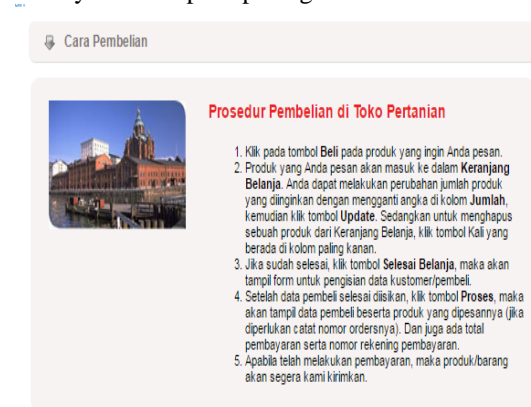 Cara Pembelian
Prosedur Pembelian di Toko Pertanian
1. Klik pada tombol Beli pada produk yang ingin Anda pesan.
2. Produk yang Anda pesan akan masuk ke dalam Keranjang
Belanja. Anda dapat melakukan perubahan jumlah produk
yang diinginkan dengan mengganti angka di kolom Jumlah,
kemudian klik tombol Update. Sedangkan untuk menghapus
sebuah produk dari Keranjang Belanja, klik tombol Kali yang
berada di kolom paling kanan.
3. Jika sudah selesai, klik tombol Selesai Belanja, maka akan
tampil form untuk pengisian data kustomer/pembeli.
4. Setelah data pembeli selesai diisikan, klik tombol Proses, maka
akan tampil data pembeli beserta produk yang dipesannya (jika
diperlukan catat nomor ordersnya). Dan juga ada total
pembayaran serta nomor rekening pembayaran.
5. Apabila telah melakukan pembayaran, maka produk/barang
akan segera kami kirimkan.